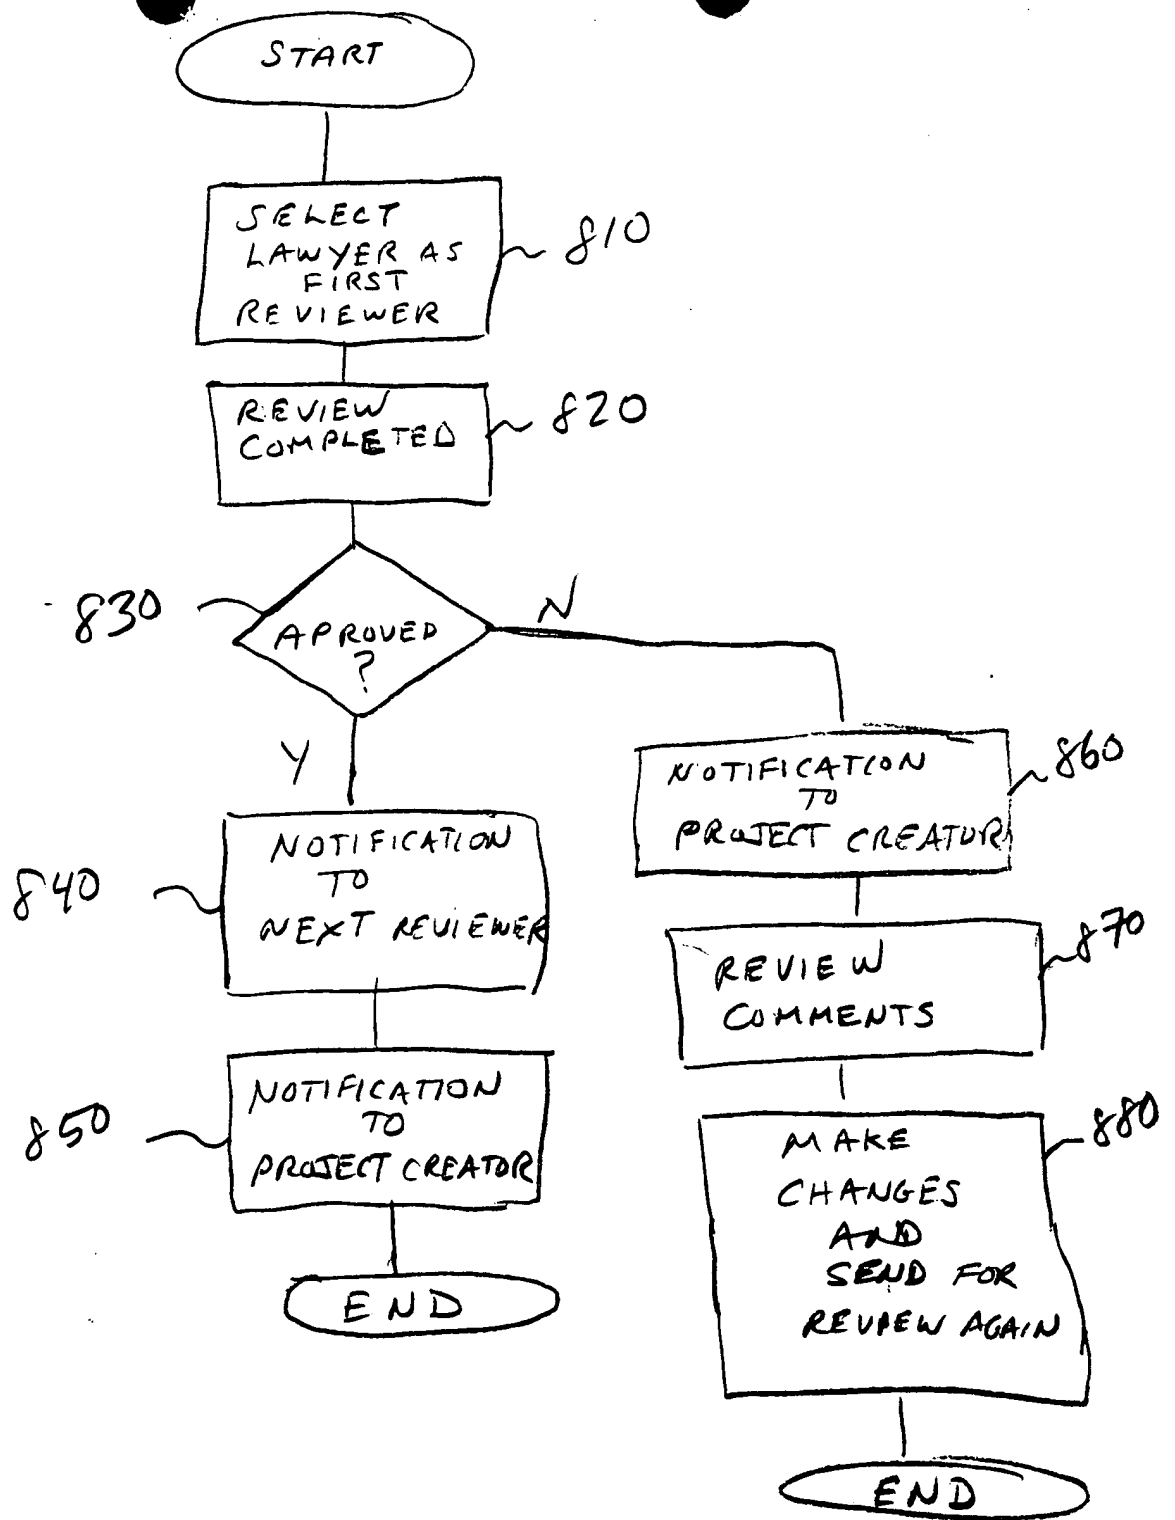 START
SELECT
LAWYER AS
FIRST
REVIEWER
810
REVIEW
COMPLETED
820
830
APROVED
?
N
Y
NOTIFICATION
TO
NEXT REVIEWER
840
NOTIFICATION
TO
PROJECT CREATOR
850
END
NOTIFICATION
TO
PROJECT CREATOR
860
REVIEW
COMMENTS
870
MAKE
CHANGES
AND
SEND FOR
REVIEW AGAIN
880
END